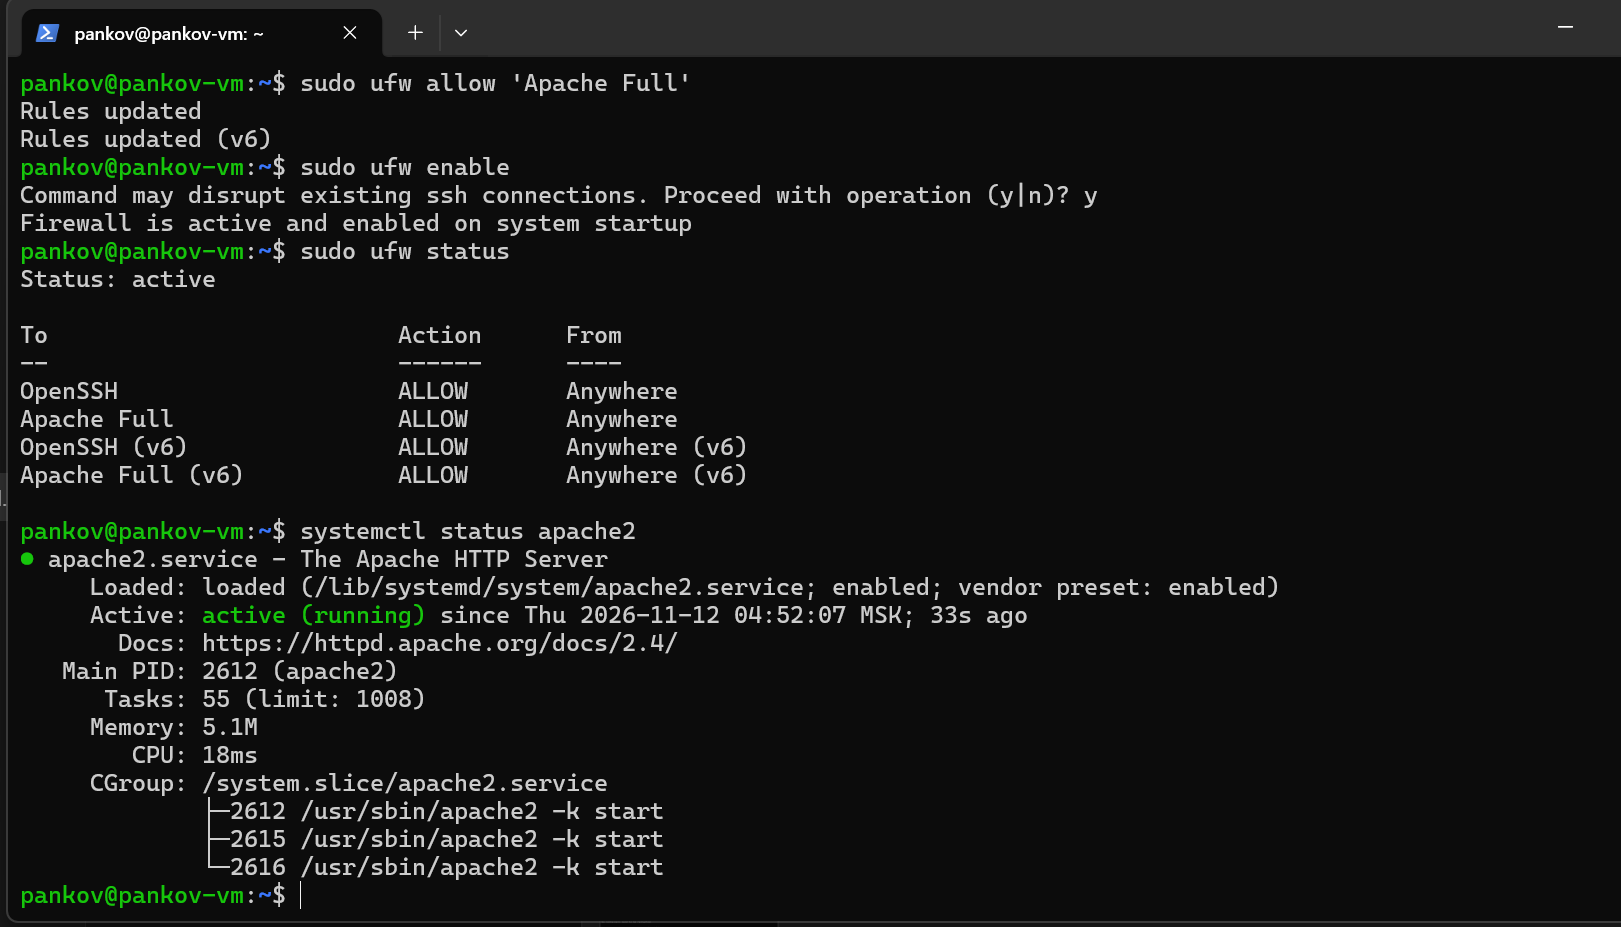 pankov@pankov-vm: ~
pankov@pankov-vm:~$ sudo ufw allow 'Apache Full'
Rules updated
Rules updated (v6)
pankov@pankov-vm:~$ sudo ufw enable
Command may disrupt existing ssh connections. Proceed with operation (y|n)? y
Firewall is active and enabled on system startup
pankov@pankov-vm:~$ sudo ufw status
Status: active

To                         Action      From
--                         ------      ----
OpenSSH                    ALLOW       Anywhere
Apache Full                ALLOW       Anywhere
OpenSSH (v6)               ALLOW       Anywhere (v6)
Apache Full (v6)           ALLOW       Anywhere (v6)

pankov@pankov-vm:~$ systemctl status apache2
● apache2.service - The Apache HTTP Server
     Loaded: loaded (/lib/systemd/system/apache2.service; enabled; vendor preset: enabled)
     Active: active (running) since Thu 2026-11-12 04:52:07 MSK; 33s ago
       Docs: https://httpd.apache.org/docs/2.4/
   Main PID: 2612 (apache2)
      Tasks: 55 (limit: 1008)
     Memory: 5.1M
        CPU: 18ms
     CGroup: /system.slice/apache2.service
             ├─2612 /usr/sbin/apache2 -k start
             ├─2615 /usr/sbin/apache2 -k start
             └─2616 /usr/sbin/apache2 -k start
pankov@pankov-vm:~$